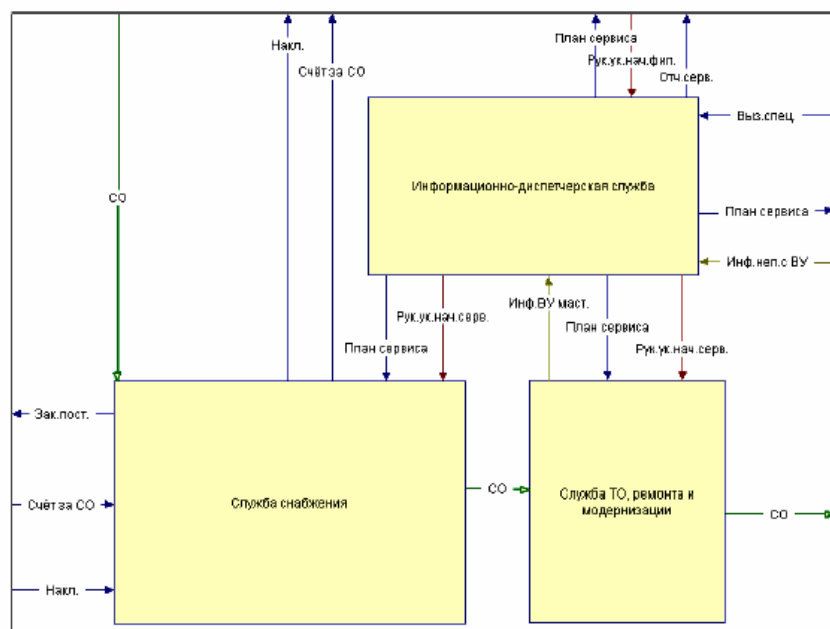 План сервиса
Накл.
Рук.ук.нач.фил.
Счёт за СО
Отч.серв.
Выз.спец.
Информационно-диспетчерская служба
СО
План сервиса
Инф.неп.с ВУ
Инф.ВУ маст.
Рук.ук.нач.серв.
План сервиса
План сервиса
Рук.ук.нач.серв.
Зак.пост.
СО
Служба ТО, ремонта и
модернизации
Счёт за СО
Служба снабжения
СО
Накл.